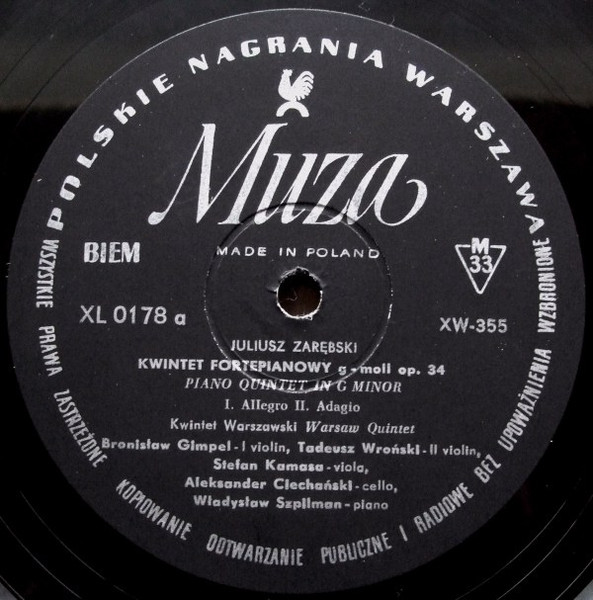 POLSKIE NAGRANIA WARSZAWA
Muza
BIEM
MADE IN POLAND
M
33
XL 0178 a
XW-355
JULIUSZ ZARĘBSKI
KWINTET FORTEPIANOWY g-moll op. 34
PIANO QUINTET IN G MINOR
I. Allegro II. Adagio
Kwintet Warszawski Warsaw Quintet
Bronisław Gimpel-I violin, Tadeusz Wroński-II violin,
Stefan Kamasa-viola,
Aleksander Ciechański-cello,
Władysław Szpilman-piano
WSZYSTKIE PRAWA ZASTRZEŻONE KOPIOWANIE ODTWARZANIE PUBLICZNE I RADIOWE BEZ UPOWAŻNIENIA WZBRONIONE